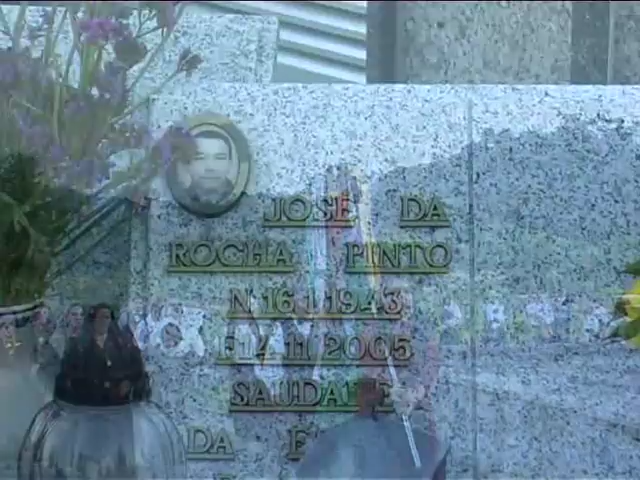 JOSE DA
ROCHA PINTO
N 16 1 1943
F 14 11 2005
SAUDADE
DA